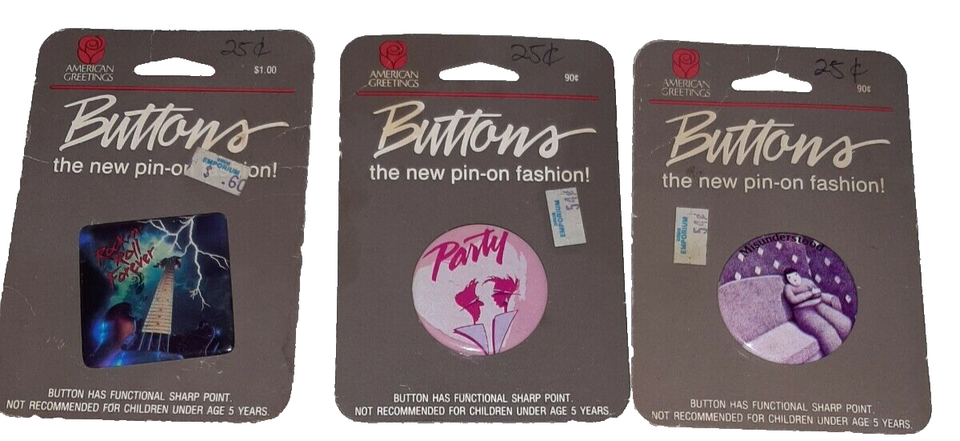 25¢
AMERICAN
GREETINGS
$1.00
Buttons
the new pin-on
ion!
EMPORIUM
$ .60
Rock n
Roll
Forever
BUTTON HAS FUNCTIONAL SHARP POINT.
NOT RECOMMENDED FOR CHILDREN UNDER AGE 5 YEARS.
25¢
AMERICAN
GREETINGS
90¢
Buttons
the new pin-on fashion!
EMPORIUM
54¢
Party
BUTTON HAS FUNCTIONAL SHARP POINT.
NOT RECOMMENDED FOR CHILDREN UNDER AGE 5 YEARS.
25¢
AMERICAN
GREETINGS
90¢
Buttons
the new pin-on fashion!
EMPORIUM
54¢
Misunderstood
BUTTON HAS FUNCTIONAL SHARP POINT.
NOT RECOMMENDED FOR CHILDREN UNDER AGE 5 YEARS.